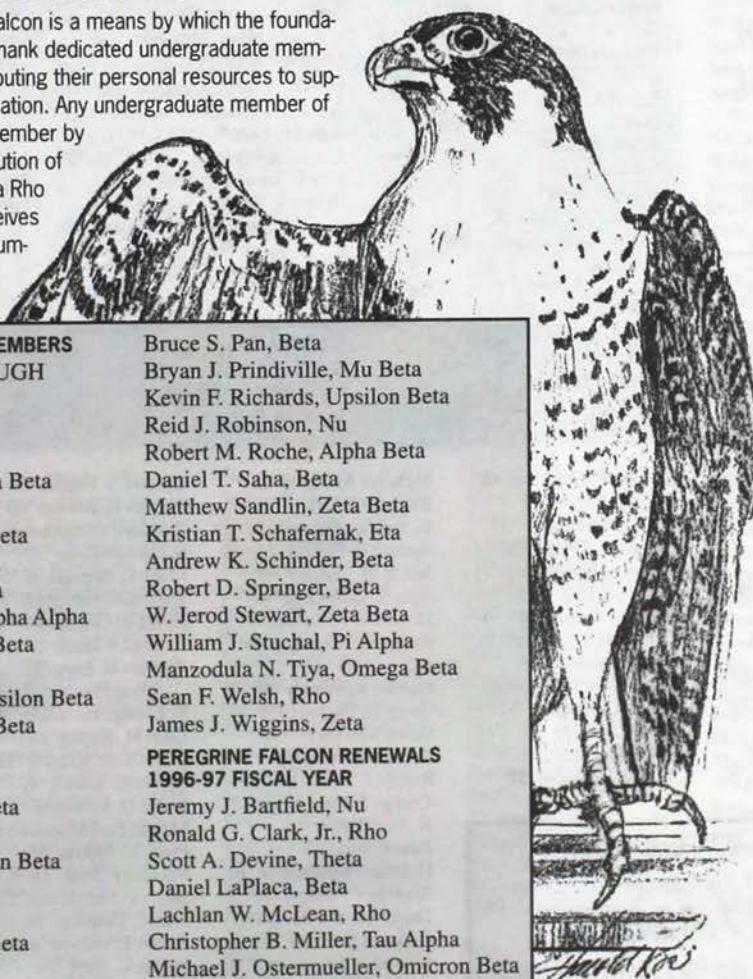 alcon is a means by which the founda-
hank dedicated undergraduate mem-
outing their personal resources to sup-
ation. Any undergraduate member of
ember by
ution of
a Rho
eives
um-
EMBERS
UGH
a Beta
eta
a
pha Alpha
Beta
silon Beta
Beta
eta
n Beta
eta
Bruce S. Pan, Beta
Bryan J. Prindiville, Mu Beta
Kevin F. Richards, Upsilon Beta
Reid J. Robinson, Nu
Robert M. Roche, Alpha Beta
Daniel T. Saha, Beta
Matthew Sandlin, Zeta Beta
Kristian T. Schafernak, Eta
Andrew K. Schinder, Beta
Robert D. Springer, Beta
W. Jerod Stewart, Zeta Beta
William J. Stuchal, Pi Alpha
Manzodula N. Tiya, Omega Beta
Sean F. Welsh, Rho
James J. Wiggins, Zeta
PEREGRINE FALCON RENEWALS
1996-97 FISCAL YEAR
Jeremy J. Bartfield, Nu
Ronald G. Clark, Jr., Rho
Scott A. Devine, Theta
Daniel LaPlaca, Beta
Lachlan W. McLean, Rho
Christopher B. Miller, Tau Alpha
Michael J. Ostermueller, Omicron Beta